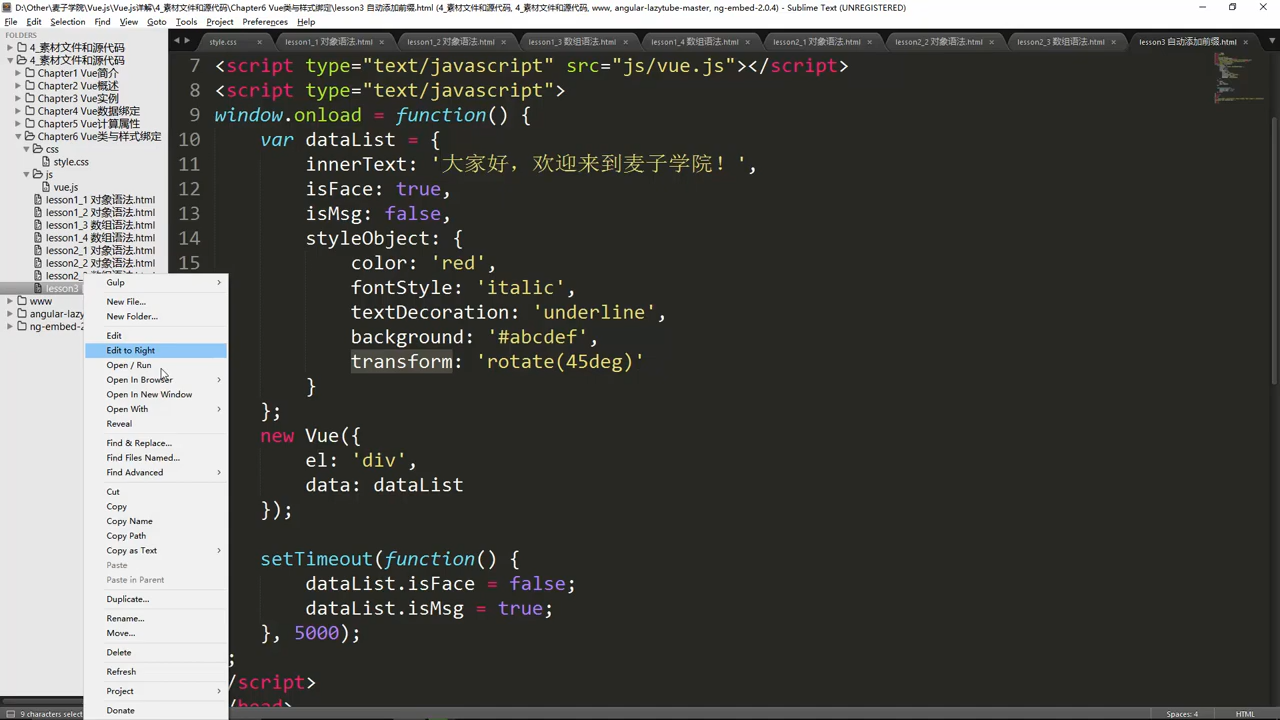 D:\Other\麦子学院\Vue.js\Vue.js详解\4_素材文件和源代码\Chapter6 Vue类与样式绑定\lesson3 自动添加前缀.html (4_素材文件和源代码, 4_素材文件和源代码, www, angular-lazytube-master, ng-embed-2.0.4) - Sublime Text (UNREGISTERED)
File Edit Selection Find View Goto Tools Project Preferences Help
FOLDERS
4_素材文件和源代码
4_素材文件和源代码
Chapter1 Vue简介
Chapter2 Vue概述
Chapter3 Vue实例
Chapter4 Vue数据绑定
Chapter5 Vue计算属性
Chapter6 Vue类与样式绑定
css
style.css
js
vue.js
lesson1_1 对象语法.html
lesson1_2 对象语法.html
lesson1_3 数组语法.html
lesson1_4 数组语法.html
lesson2_1 对象语法.html
lesson2_2 对象语法.html
lesson3
www
angular-lazy
ng-embed-2
style.css
lesson1_1 对象语法.html
lesson1_2 对象语法.html
lesson1_3 数组语法.html
lesson1_4 数组语法.html
lesson2_1 对象语法.html
lesson2_2 对象语法.html
lesson2_3 数组语法.html
lesson3 自动添加前缀.html
7 <script type="text/javascript" src="js/vue.js"></script>
8 <script type="text/javascript">
9 window.onload = function() {
10 var dataList = {
11 innerText: '大家好，欢迎来到麦子学院！',
12 isFace: true,
13 isMsg: false,
14 styleObject: {
15 color: 'red',
fontStyle: 'italic',
textDecoration: 'underline',
background: '#abcdef',
transform: 'rotate(45deg)'
}
};
new Vue({
el: 'div',
data: dataList
});
setTimeout(function() {
dataList.isFace = false;
dataList.isMsg = true;
}, 5000);
;
/script>
/head>
Gulp
New File...
New Folder...
Edit
Edit to Right
Open / Run
Open In Browser
Open In New Window
Open With
Reveal
Find & Replace...
Find Files Named...
Find Advanced
Cut
Copy
Copy Name
Copy Path
Copy as Text
Paste
Paste in Parent
Duplicate...
Rename...
Move...
Delete
Refresh
Project
Donate
9 characters select
Spaces: 4
HTML